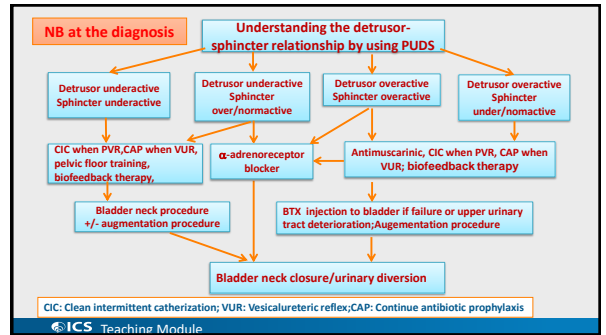 NB at the diagnosis
Understanding the detrusor-
sphincter relationship by using PUDS
Detrusor underactive
Sphincter underactive
Detrusor underactive
Sphincter
over/normactive
Detrusor overactive
Sphincter overactive
Detrusor overactive
Sphincter
under/nomactive
CIC when PVR,CAP when VUR,
pelvic floor training,
biofeedback therapy,
α-adrenoreceptor
blocker
Antimuscarinic, CIC when PVR, CAP when
VUR; biofeedback therapy
Bladder neck procedure
+/- augmentation procedure
BTX injection to bladder if failure or upper urinary
tract deterioration;Augementation procedure
Bladder neck closure/urinary diversion
CIC: Clean intermittent catherization; VUR: Vesicalureteric reflex;CAP: Continue antibiotic prophylaxis
ICS Teaching Module